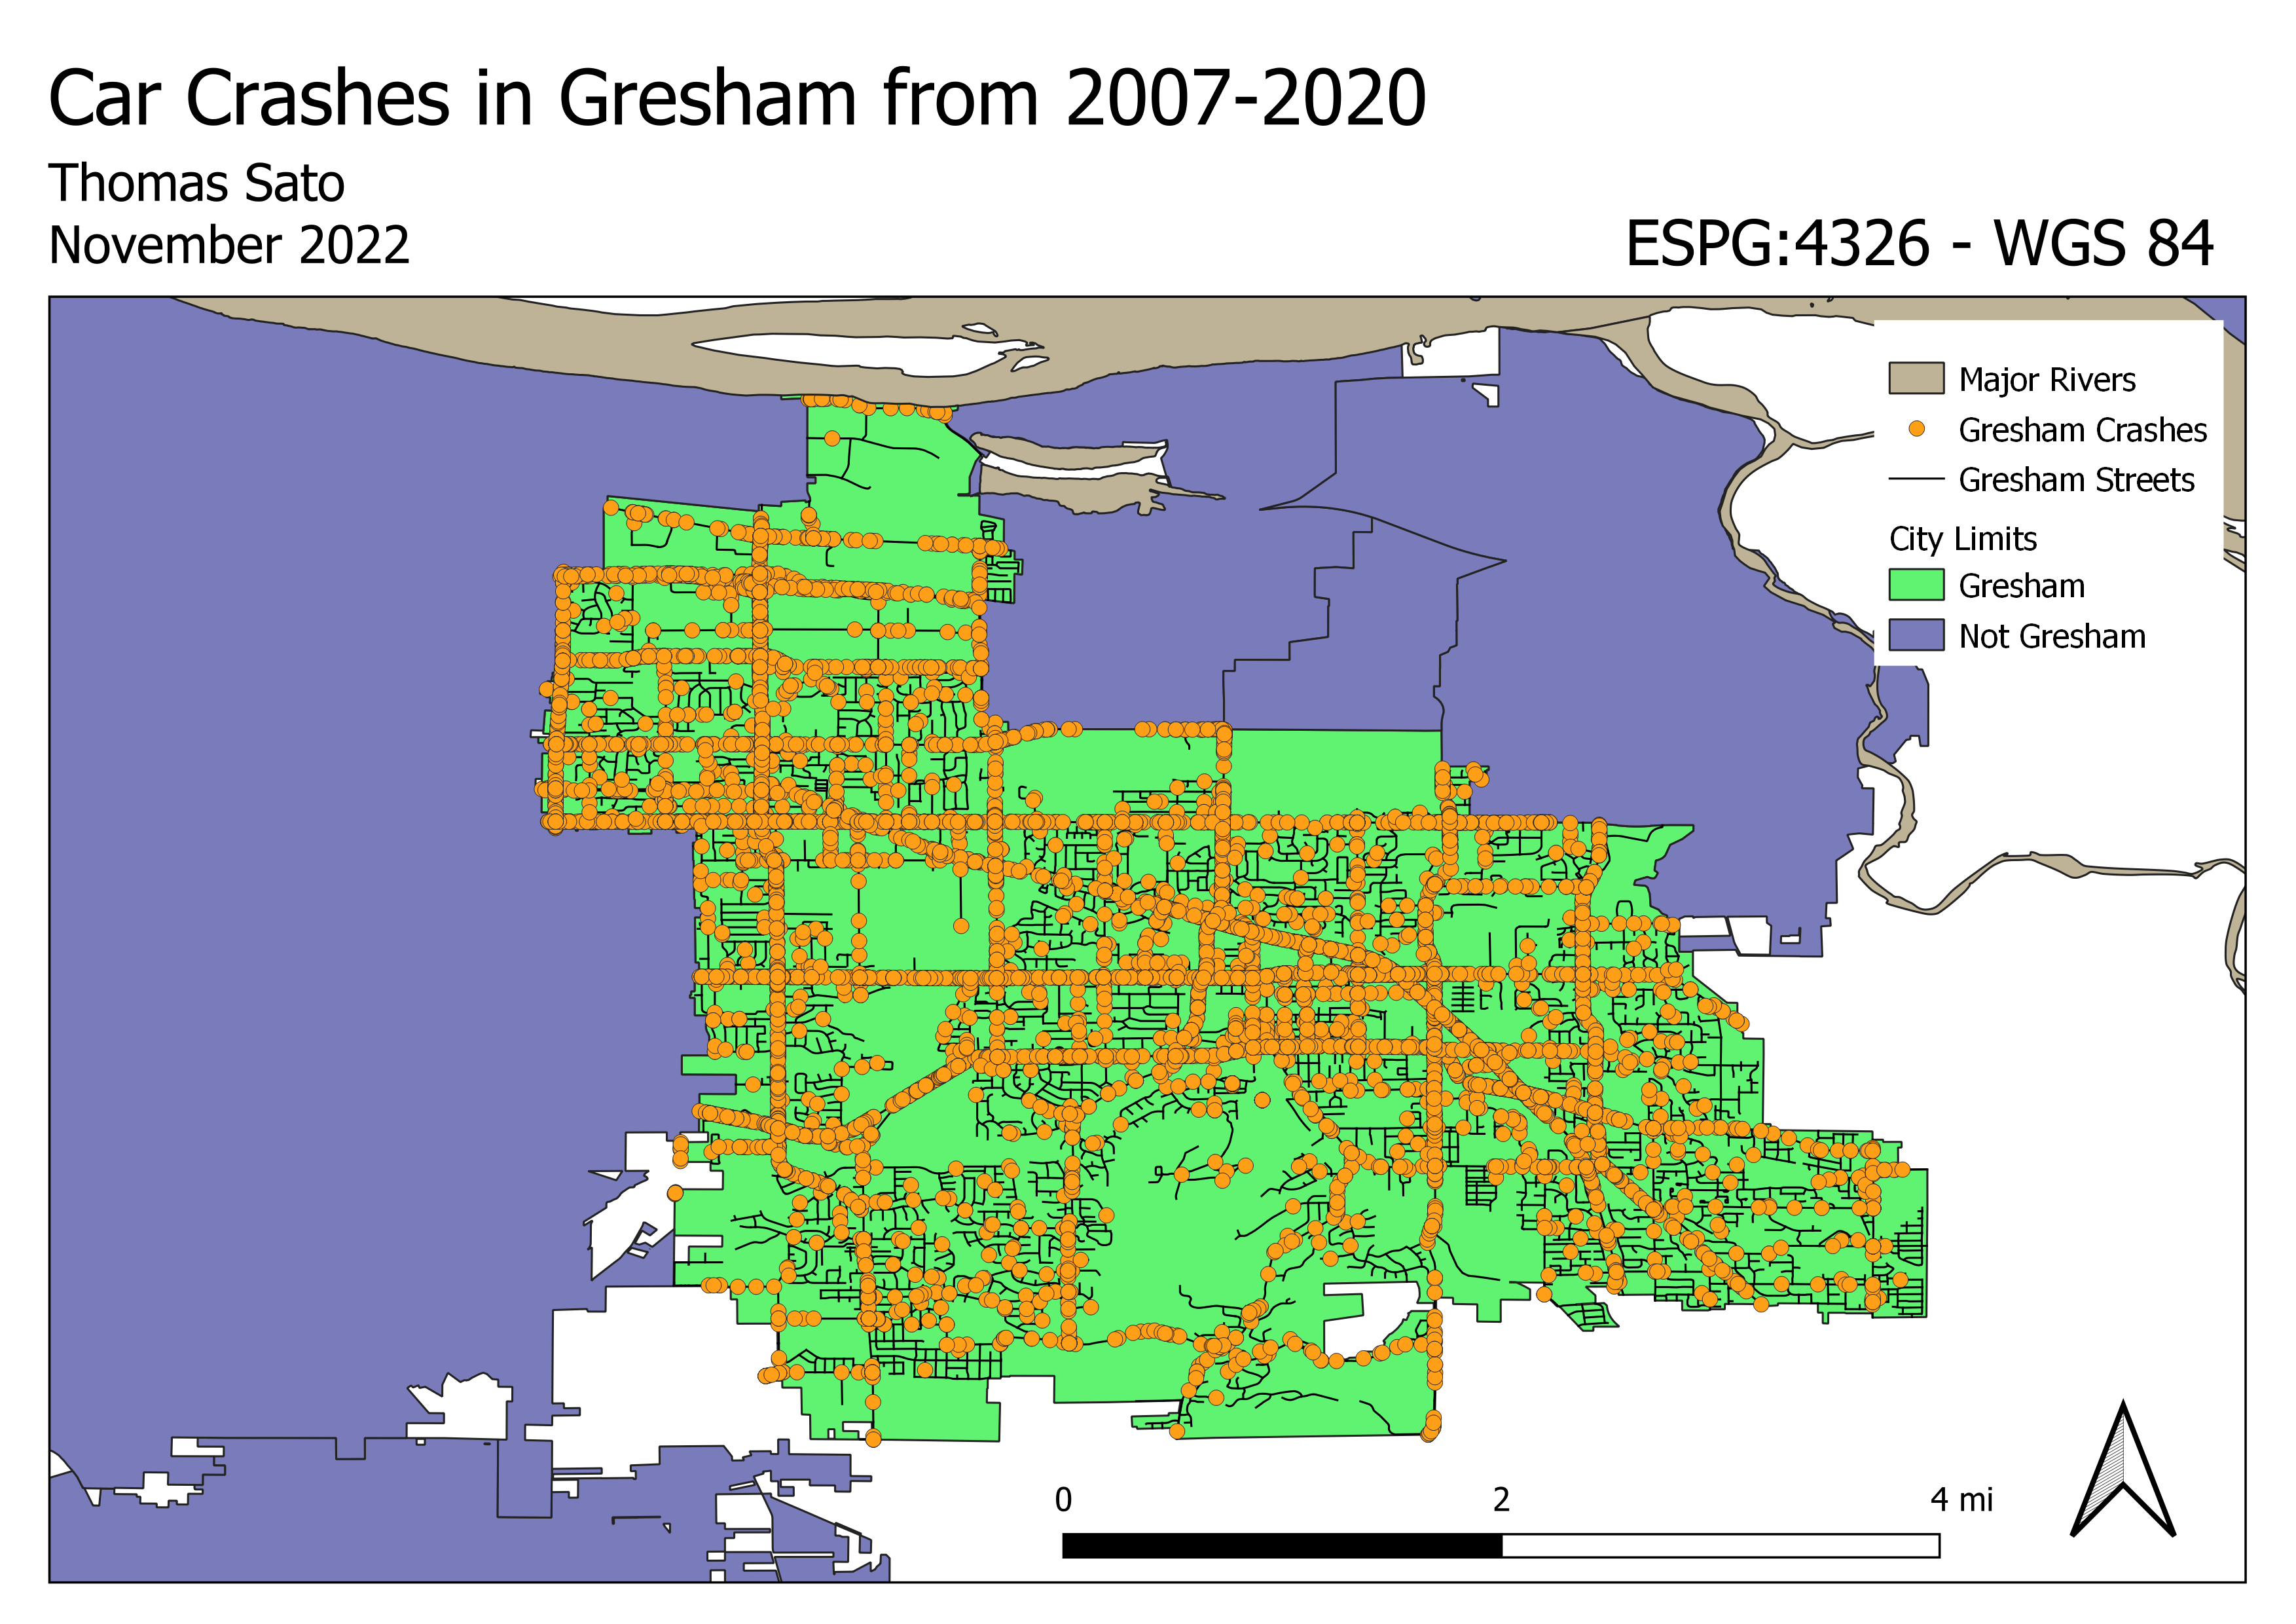 Car Crashes in Gresham from 2007-2020
Thomas Sato
November 2022
ESPG:4326 - WGS 84
Major Rivers
Gresham Crashes
Gresham Streets
City Limits
Gresham
Not Gresham
0 2 4 mi